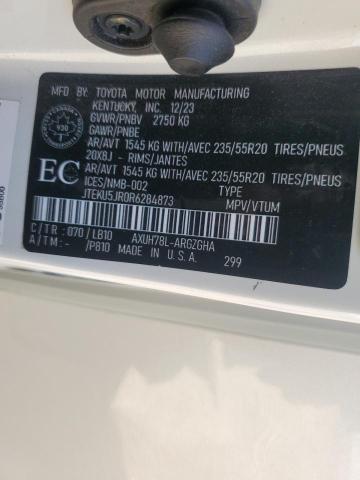 MFD. BY: TOYOTA MOTOR MANUFACTURING
KENTUCKY, INC. 12/23
GVWR/PNBV 2750 KG
GAWR/PNBE
AR/AVT 1545 KG WITH/AVEC 235/55R20 TIRES/PNEUS
20X8J - RIMS/JANTES
AR/AVT 1545 KG WITH/AVEC 235/55R20 TIRES/PNEUS
ICES/NMB-002 TYPE
JTEKU5JR0R6284873 MPV/VTUM
C/TR: 070/LB10 AXUH78L-ARGZGHA
A/TM: -/P810 MADE IN U.S.A. 299
930
EC